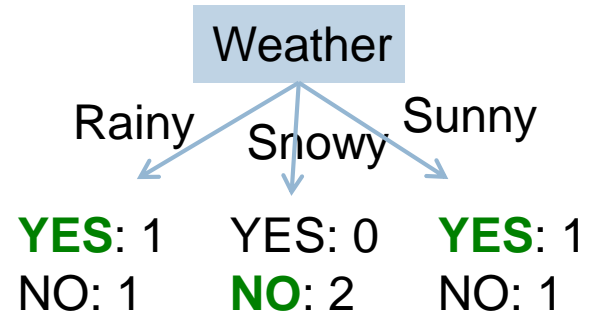 Weather
Rainy Snowy Sunny
YES: 1 YES: 0 YES: 1
NO: 1 NO: 2 NO: 1